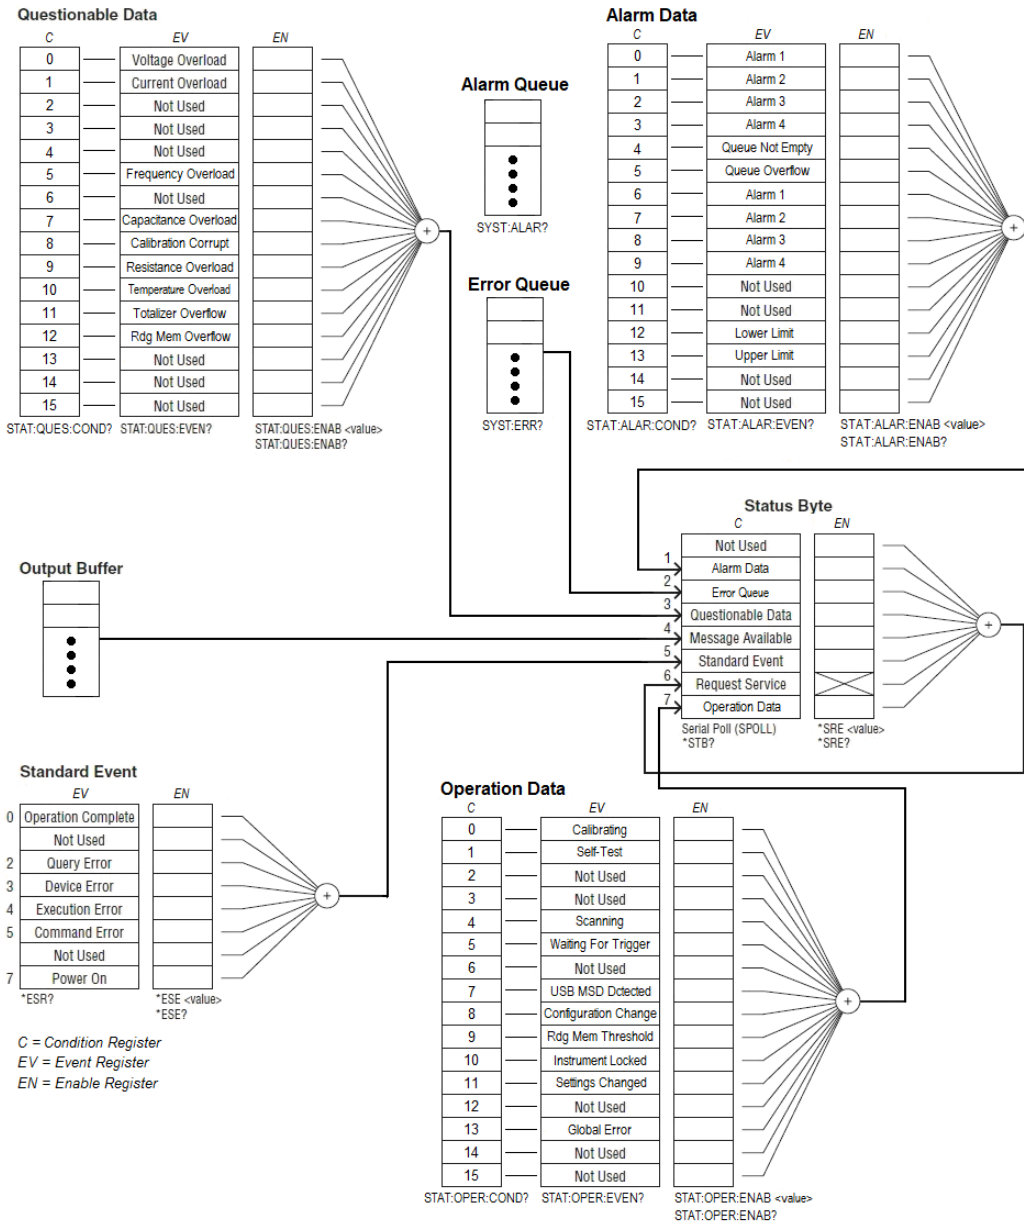 Questionable Data
C EV EN
0 Voltage Overload
1 Current Overload
2 Not Used
3 Not Used
4 Not Used
5 Frequency Overload
6 Not Used
7 Capacitance Overload
8 Calibration Corrupt
9 Resistance Overload
10 Temperature Overload
11 Totalizer Overflow
12 Rdg Mem Overflow
13 Not Used
14 Not Used
15 Not Used
STAT:QUES:COND? STAT:QUES:EVEN? STAT:QUES:ENAB <value>
STAT:QUES:ENAB?
Alarm Queue
SYST:ALAR?
Error Queue
SYST:ERR?
Alarm Data
C EV EN
0 Alarm 1
1 Alarm 2
2 Alarm 3
3 Alarm 4
4 Queue Not Empty
5 Queue Overflow
6 Alarm 1
7 Alarm 2
8 Alarm 3
9 Alarm 4
10 Not Used
11 Not Used
12 Lower Limit
13 Upper Limit
14 Not Used
15 Not Used
STAT:ALAR:COND? STAT:ALAR:EVEN? STAT:ALAR:ENAB <value>
STAT:ALAR:ENAB?
Output Buffer
Status Byte
C EN
Not Used
1 Alarm Data
2 Error Queue
3 Questionable Data
4 Message Available
5 Standard Event
6 Request Service
7 Operation Data
Serial Poll (SPOLL) *SRE <value>
*STB? *SRE?
Standard Event
EV EN
0 Operation Complete
Not Used
2 Query Error
3 Device Error
4 Execution Error
5 Command Error
Not Used
7 Power On
*ESR? *ESE <value>
*ESE?
C = Condition Register
EV = Event Register
EN = Enable Register
Operation Data
C EV EN
0 Calibrating
1 Self-Test
2 Not Used
3 Not Used
4 Scanning
5 Waiting For Trigger
6 Not Used
7 USB MSD Dctected
8 Configuration Change
9 Rdg Mem Threshold
10 Instrument Locked
11 Settings Changed
12 Not Used
13 Global Error
14 Not Used
15 Not Used
STAT:OPER:COND? STAT:OPER:EVEN? STAT:OPER:ENAB <value>
STAT:OPER:ENAB?